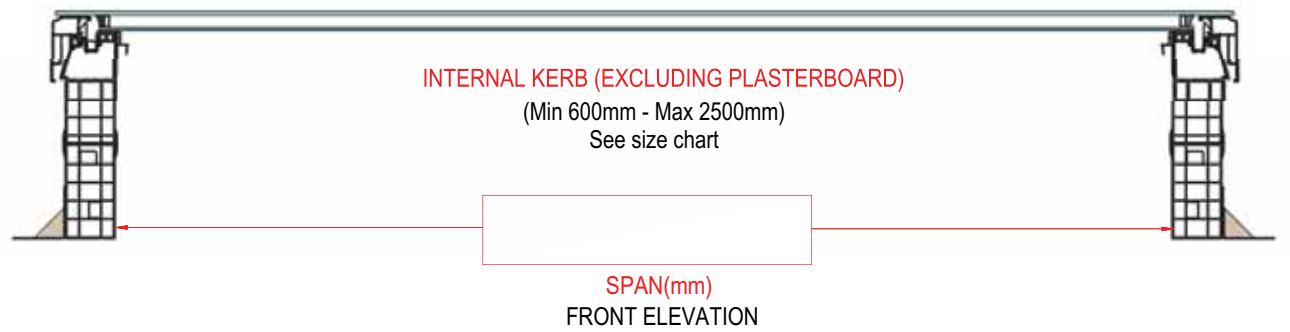 INTERNAL KERB (EXCLUDING PLASTERBOARD)
(Min 600mm - Max 2500mm)
See size chart
SPAN(mm)
FRONT ELEVATION